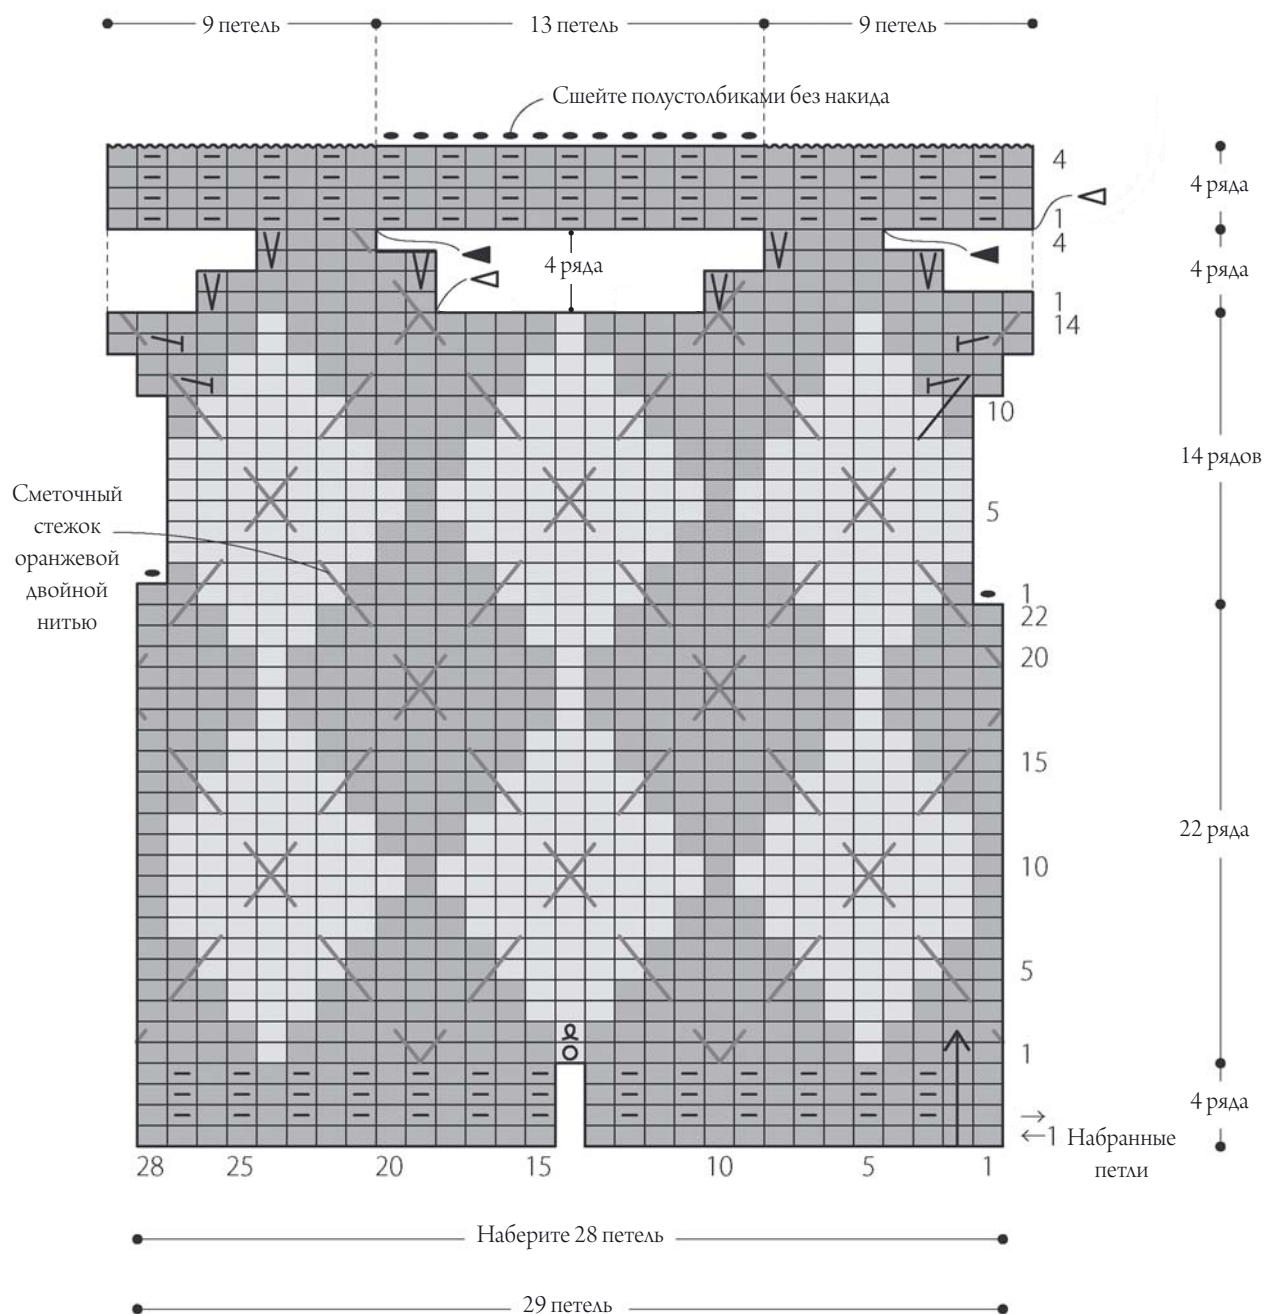 9 петель 13 петель 9 петель
Сшейте полустолбиками без накида
4
4 ряда
1
4
4 ряда
4 ряда
1
14
10
14 рядов
Сметочный
стежок
оранжевой
двойной
нитью
5
1
22
20
15
22 ряда
10
5
1
4 ряда
→
←1 Набранные
петли
28 25 20 15 10 5 1
Наберите 28 петель
29 петель